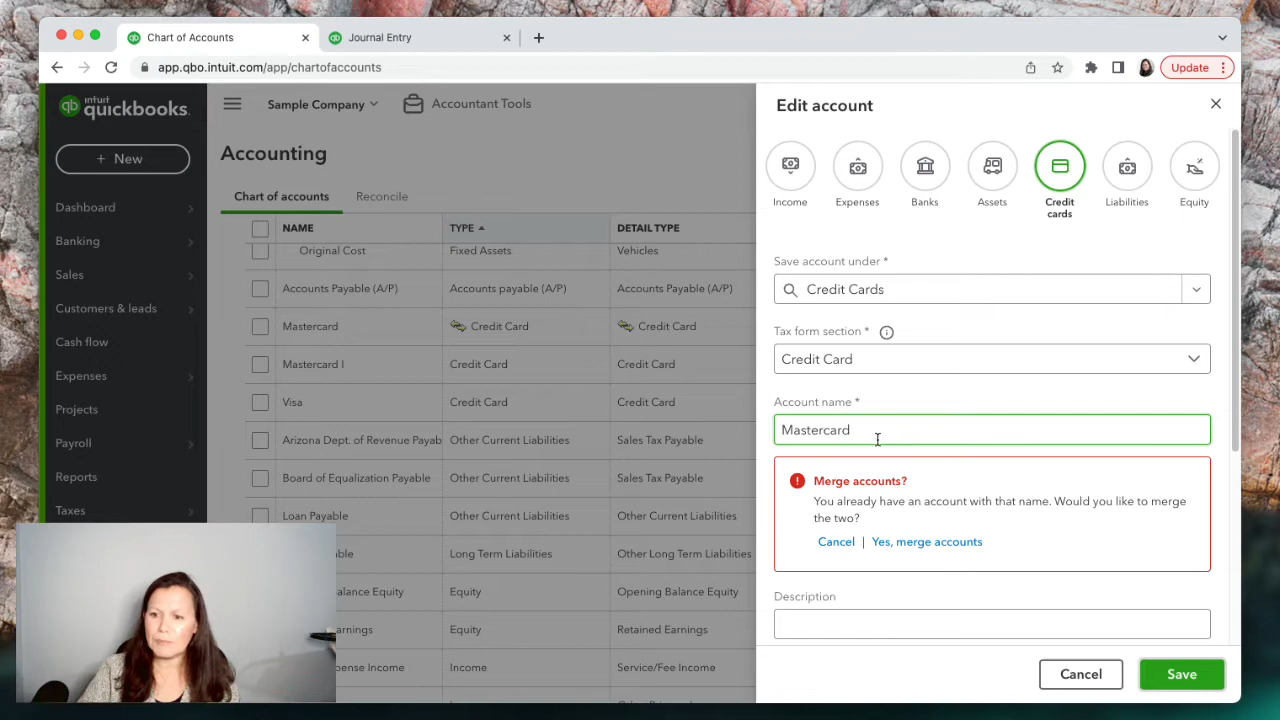 Chart of Accounts
Journal Entry
app.qbo.intuit.com/app/chartofaccounts
Update
intuit
quickbooks.
Sample Company
Accountant Tools
+ New
Dashboard
Banking
Sales
Customers & leads
Cash flow
Expenses
Projects
Payroll
Reports
Taxes
Accounting
Chart of accounts
Reconcile
NAME TYPE DETAIL TYPE
Original Cost Fixed Assets Vehicles
Accounts Payable (A/P) Accounts payable (A/P) Accounts Payable (A/P)
Mastercard Credit Card Credit Card
Mastercard I Credit Card Credit Card
Visa Credit Card Credit Card
Arizona Dept. of Revenue Payab Other Current Liabilities Sales Tax Payable
Board of Equalization Payable Other Current Liabilities Sales Tax Payable
Loan Payable Other Current Liabilities Other Current Liabilities
able Long Term Liabilities Other Long Term Liabilities
ance Equity Equity Opening Balance Equity
arnings Equity Retained Earnings
pense Income Income Service/Fee Income
Edit account
Income
Expenses
Banks
Assets
Credit
cards
Liabilities
Equity
Save account under *
Credit Cards
Tax form section *
Credit Card
Account name *
Mastercard
Merge accounts?
You already have an account with that name. Would you like to merge
the two?
Cancel | Yes, merge accounts
Description
Cancel
Save